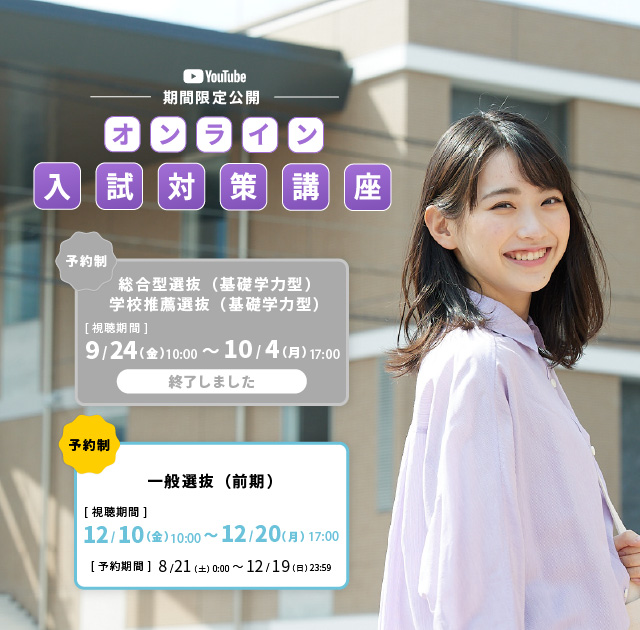 YouTube
期間限定公開
オンライン
入試対策講座
予約制
総合型選抜（基礎学力型）
学校推薦選抜（基礎学力型）
[ 視聴期間 ]
9/24(金)10:00 〜 10/4(月)17:00
終了しました
予約制
一般選抜（前期）
[ 視聴期間 ]
12/10(金)10:00 〜 12/20(月)17:00
[ 予約期間 ] 8/21(土)0:00 〜 12/19(日)23:59